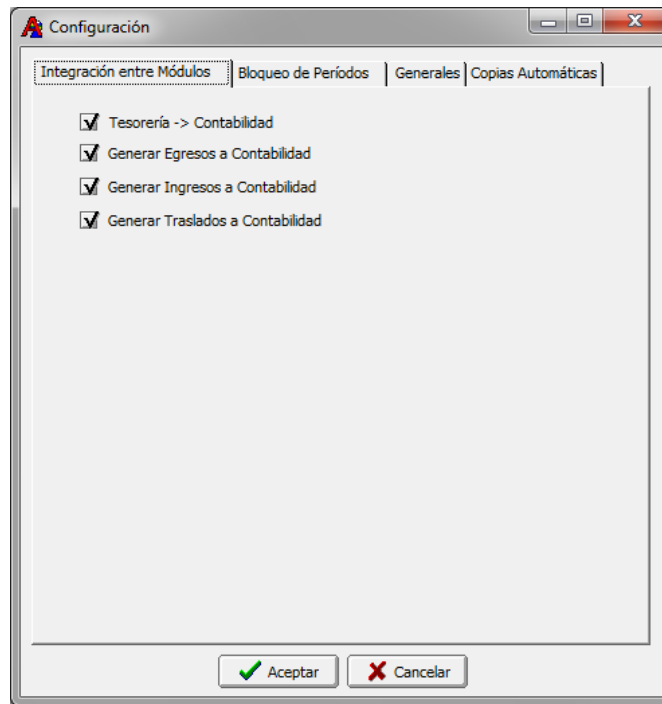 Configuración
Integración entre Módulos Bloqueo de Períodos Generales Copias Automáticas
Tesorería -> Contabilidad
Generar Egresos a Contabilidad
Generar Ingresos a Contabilidad
Generar Traslados a Contabilidad
Aceptar Cancelar